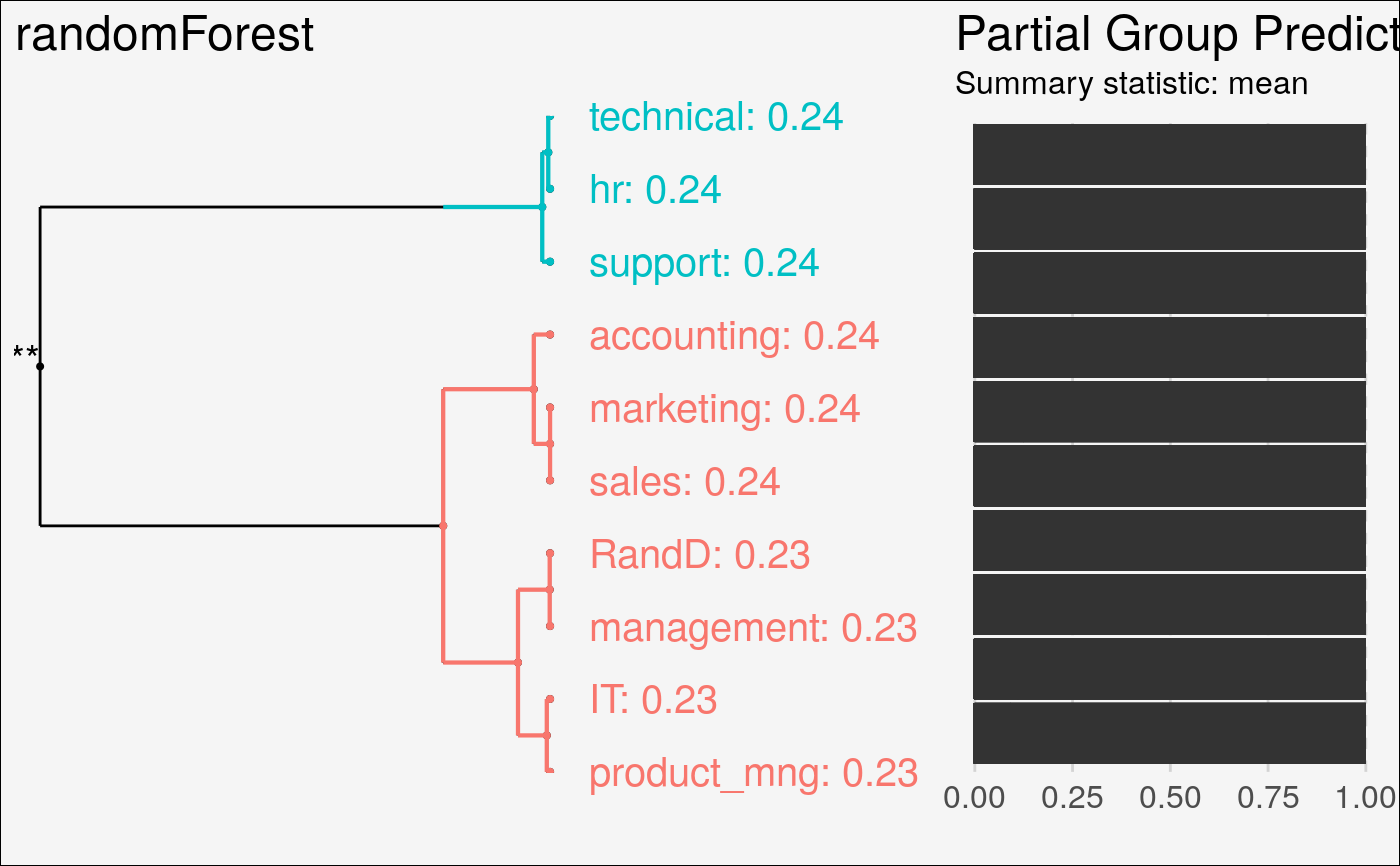 randomForest
Partial Group Predict
Summary statistic: mean
technical: 0.24
hr: 0.24
support: 0.24
accounting: 0.24
**
marketing: 0.24
sales: 0.24
RandD: 0.23
management: 0.23
IT: 0.23
product_mng: 0.23
0.00 0.25 0.50 0.75 1.00